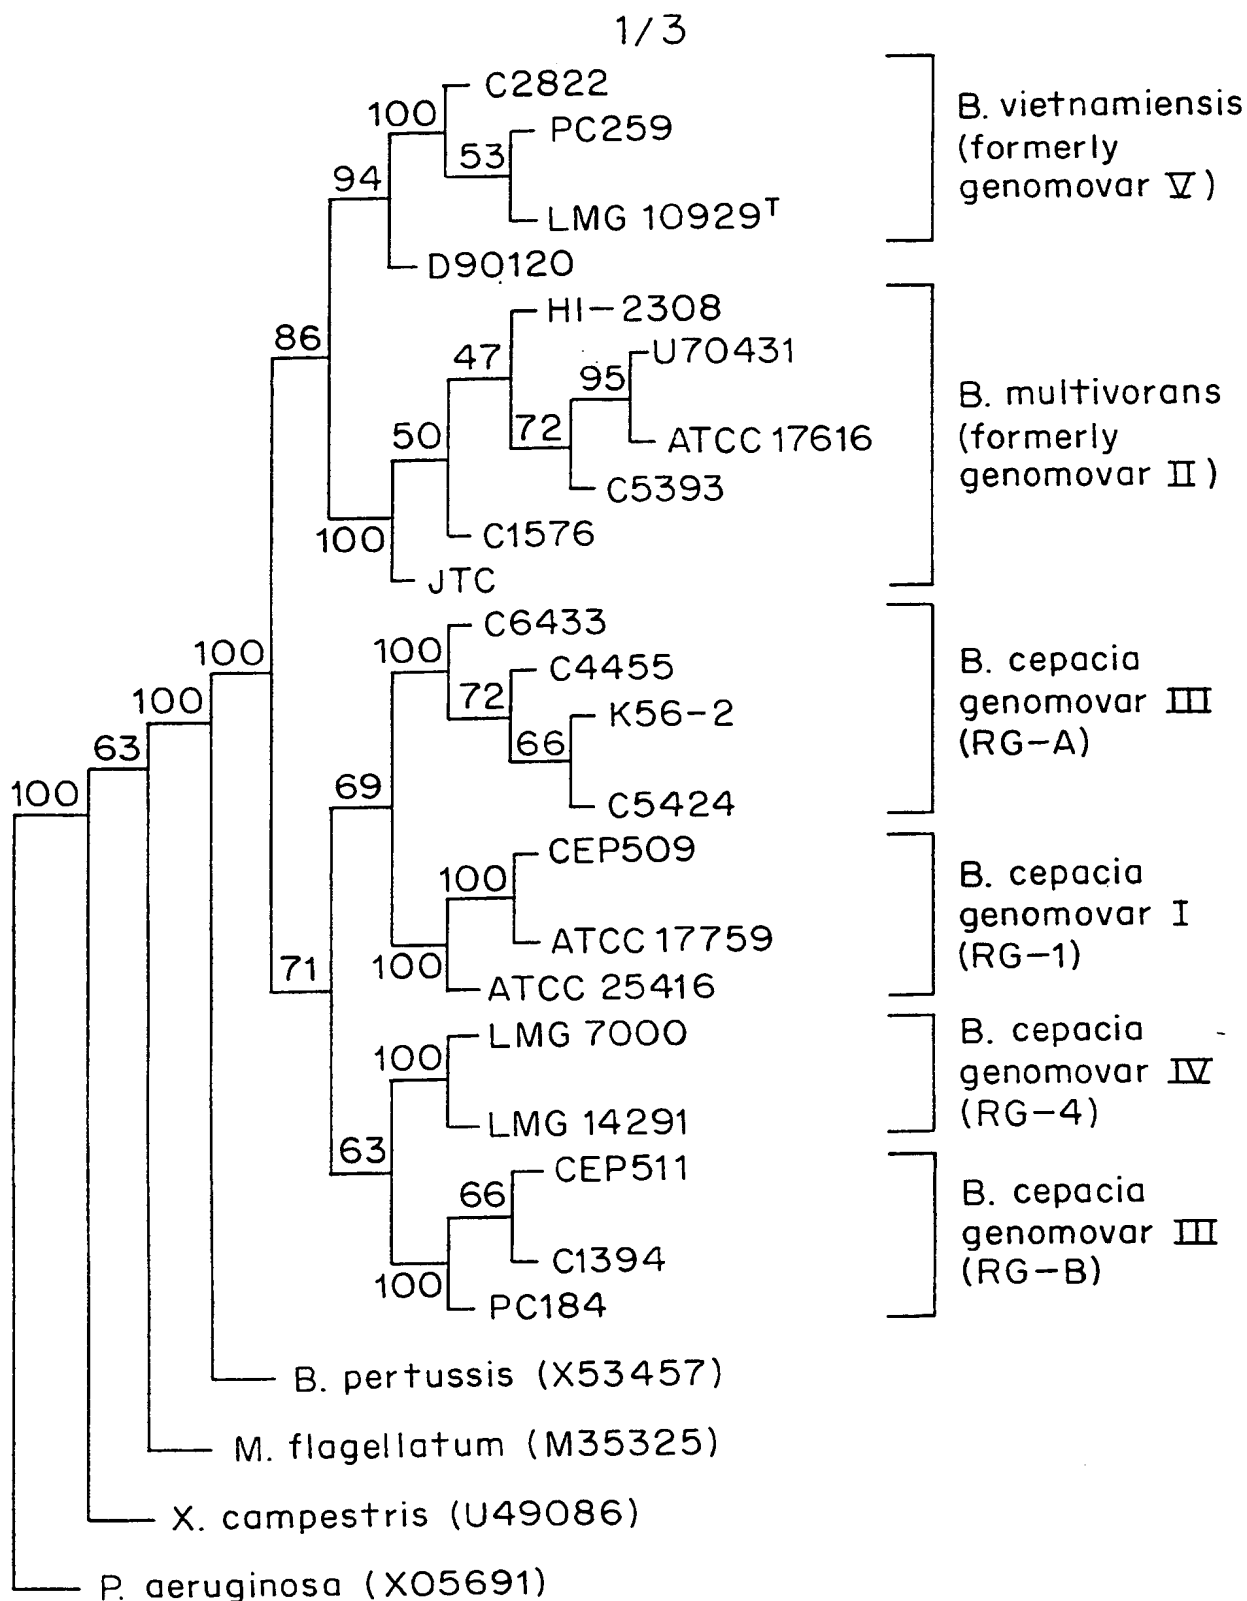 1/3
C2822
100
PC259
53
94
LMG 10929ᵀ
D90120
B. vietnamiensis
(formerly
genomovar V)
HI-2308
86
47
U70431
95
72
ATCC 17616
50
C5393
C1576
100
JTC
B. multivorans
(formerly
genomovar II)
C6433
100
C4455
100
72
K56-2
100
66
63
69
C5424
100
B. cepacia
genomovar III
(RG-A)
CEP509
100
ATCC 17759
100
71
ATCC 25416
B. cepacia
genomovar I
(RG-1)
LMG 7000
100
LMG 14291
63
B. cepacia
genomovar IV
(RG-4)
CEP511
66
C1394
100
PC184
B. cepacia
genomovar III
(RG-B)
B. pertussis (X53457)
M. flagellatum (M35325)
X. campestris (U49086)
P. aeruginosa (X05691)